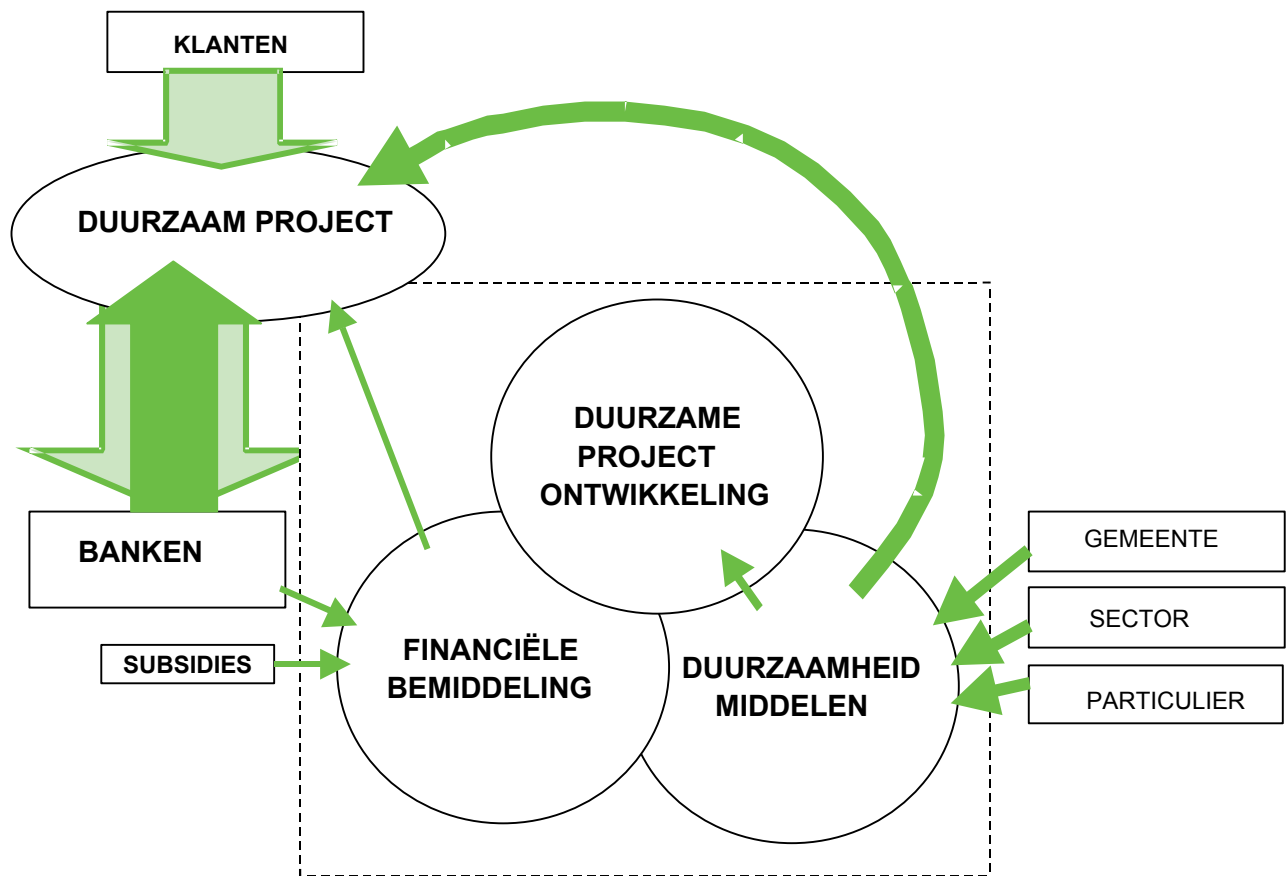 KLANTEN
DUURZAAM PROJECT
DUURZAME
PROJECT
ONTWIKKELING
BANKEN
GEMEENTE
SECTOR
SUBSIDIES
FINANCIËLE
BEMIDDELING
DUURZAAMHEID
MIDDELEN
PARTICULIER